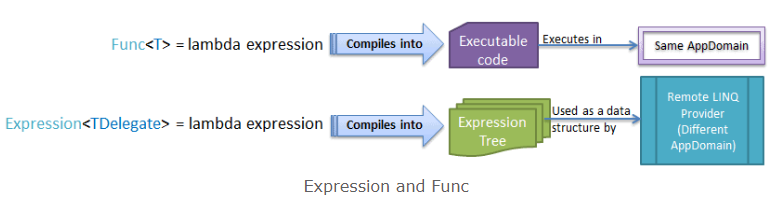 Func<T> = lambda expression
Compiles into
Executable
code
Executes in
Same AppDomain
Expression<TDelegate> = lambda expression
Compiles into
Expression
Tree
Used as a data
structure by
Remote LINQ
Provider
(Different
AppDomain)
Expression and Func